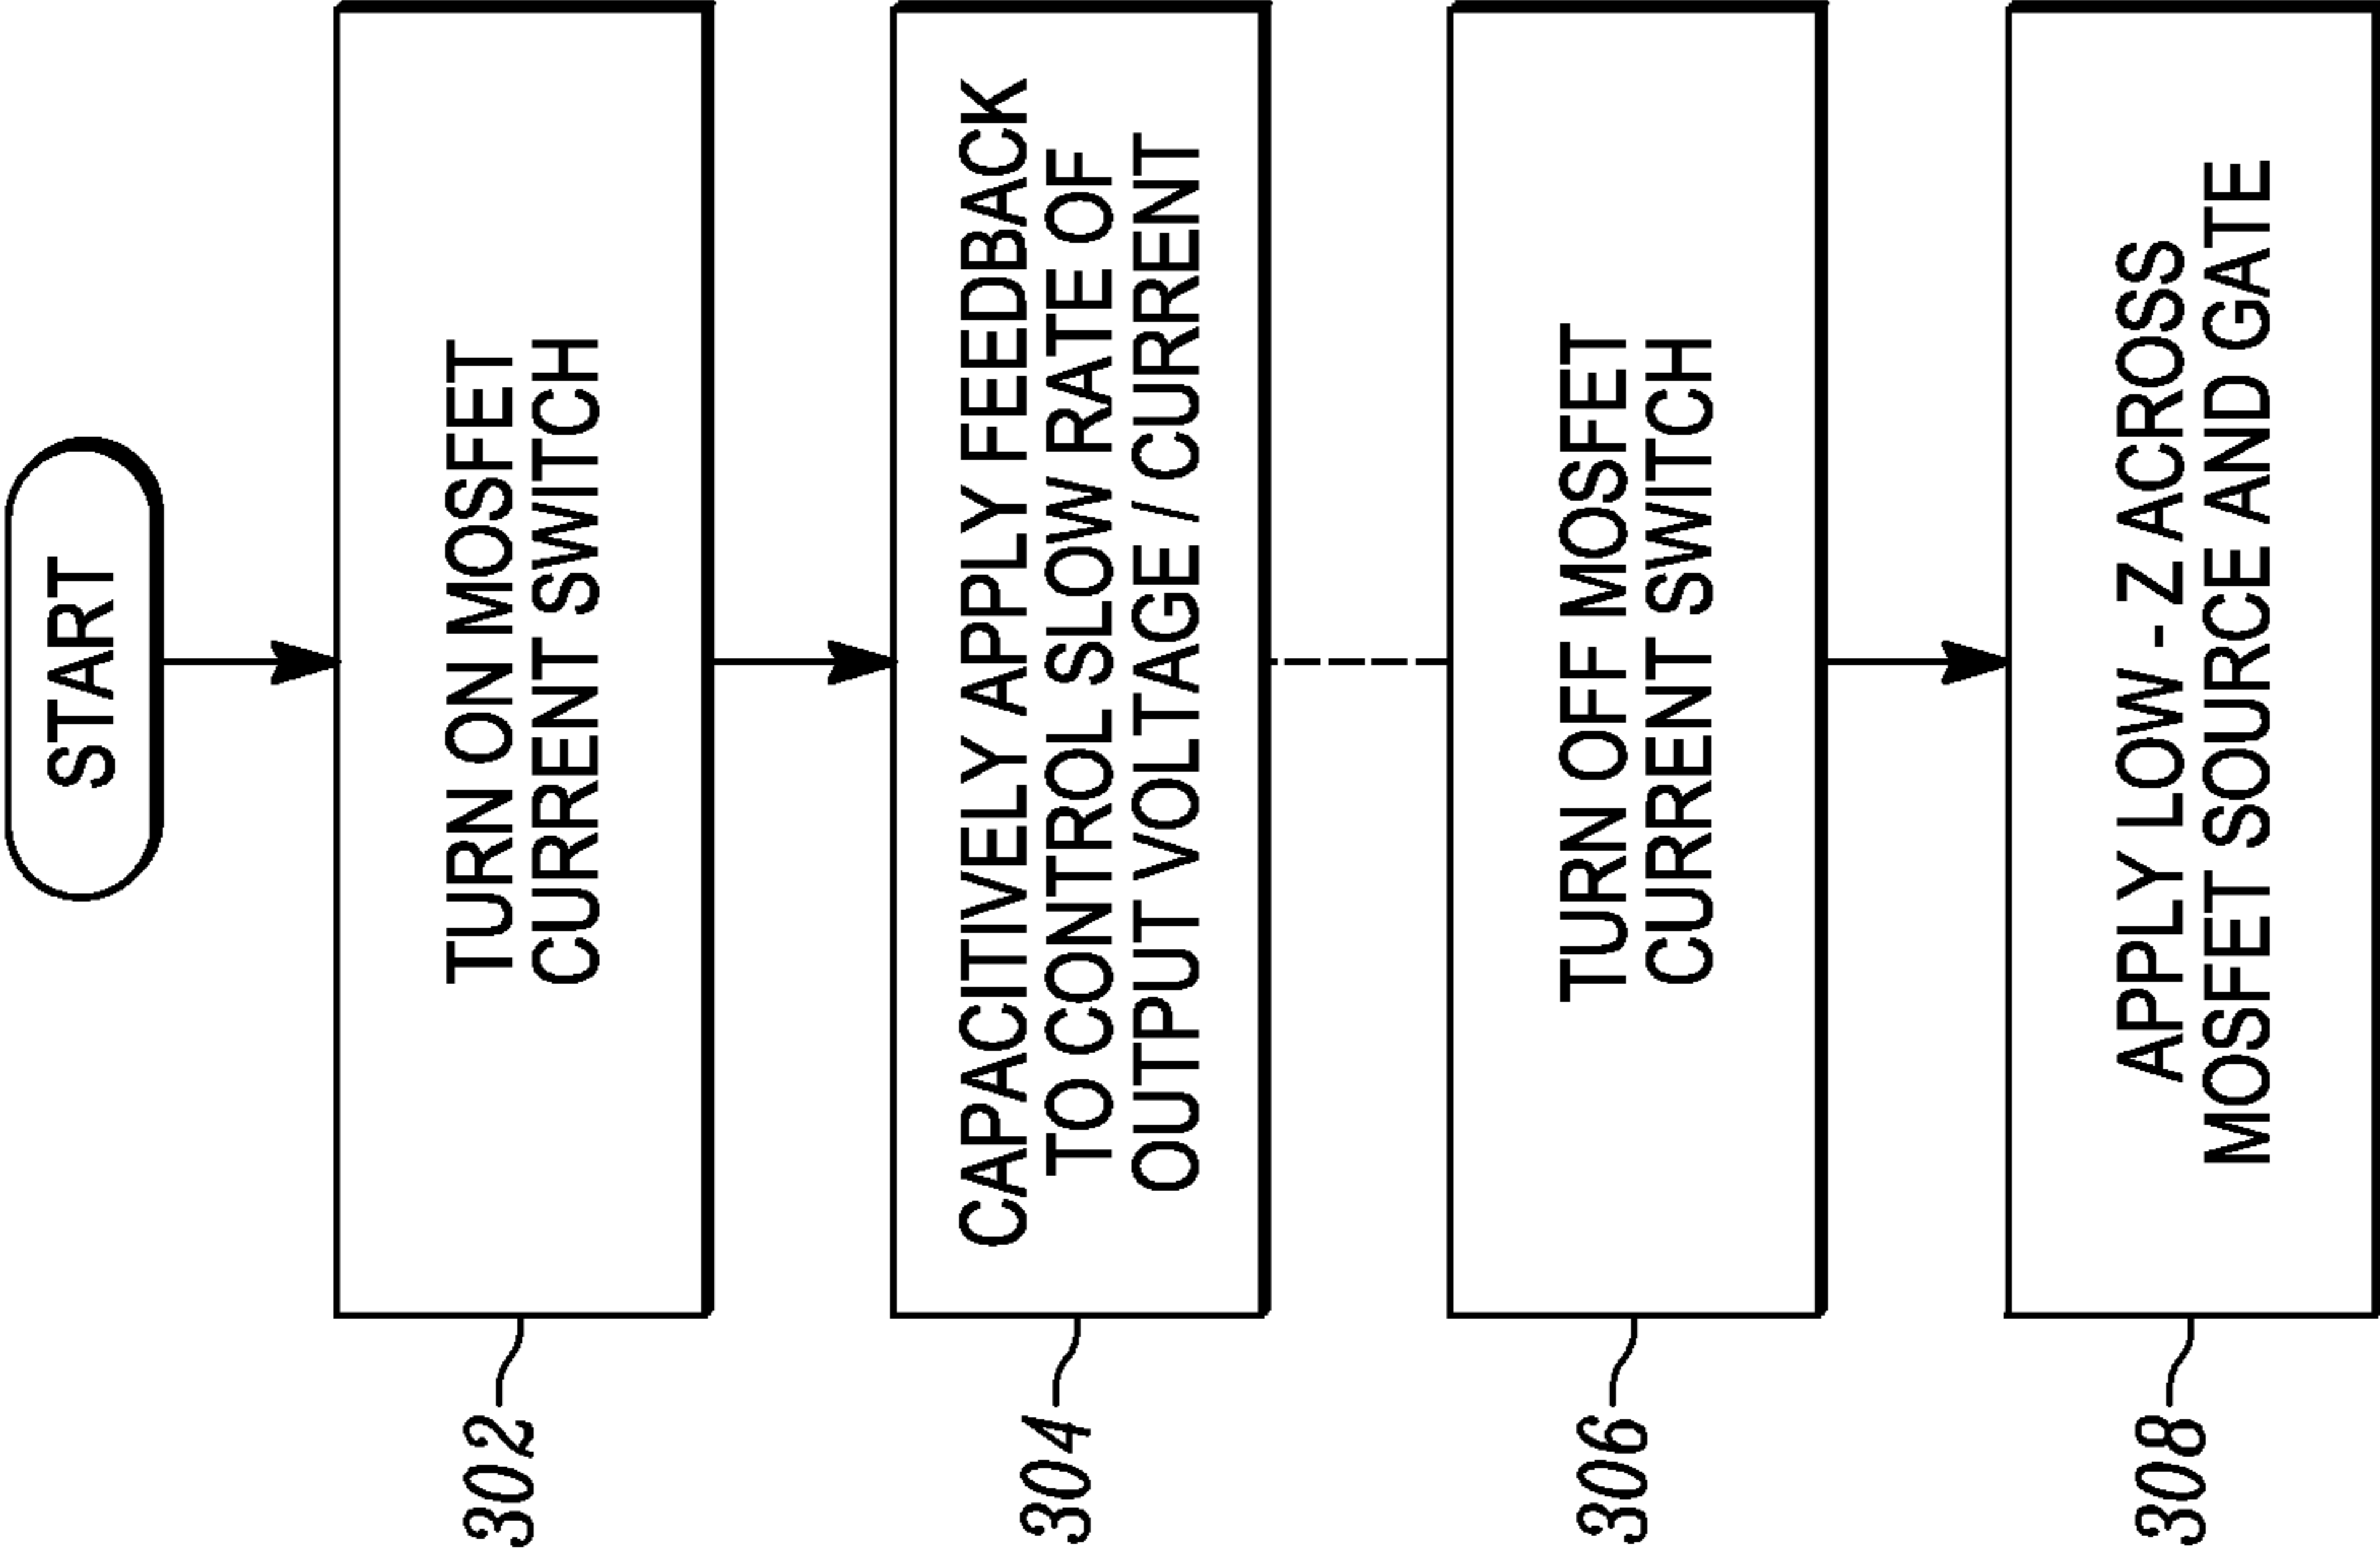 START
TURN ON MOSFET
CURRENT SWITCH
302
CAPACITIVELY APPLY FEEDBACK
TO CONTROL SLOW RATE OF
OUTPUT VOLTAGE / CURRENT
304
TURN OFF MOSFET
CURRENT SWITCH
306
APPLY LOW - Z ACROSS
MOSFET SOURCE AND GATE
308